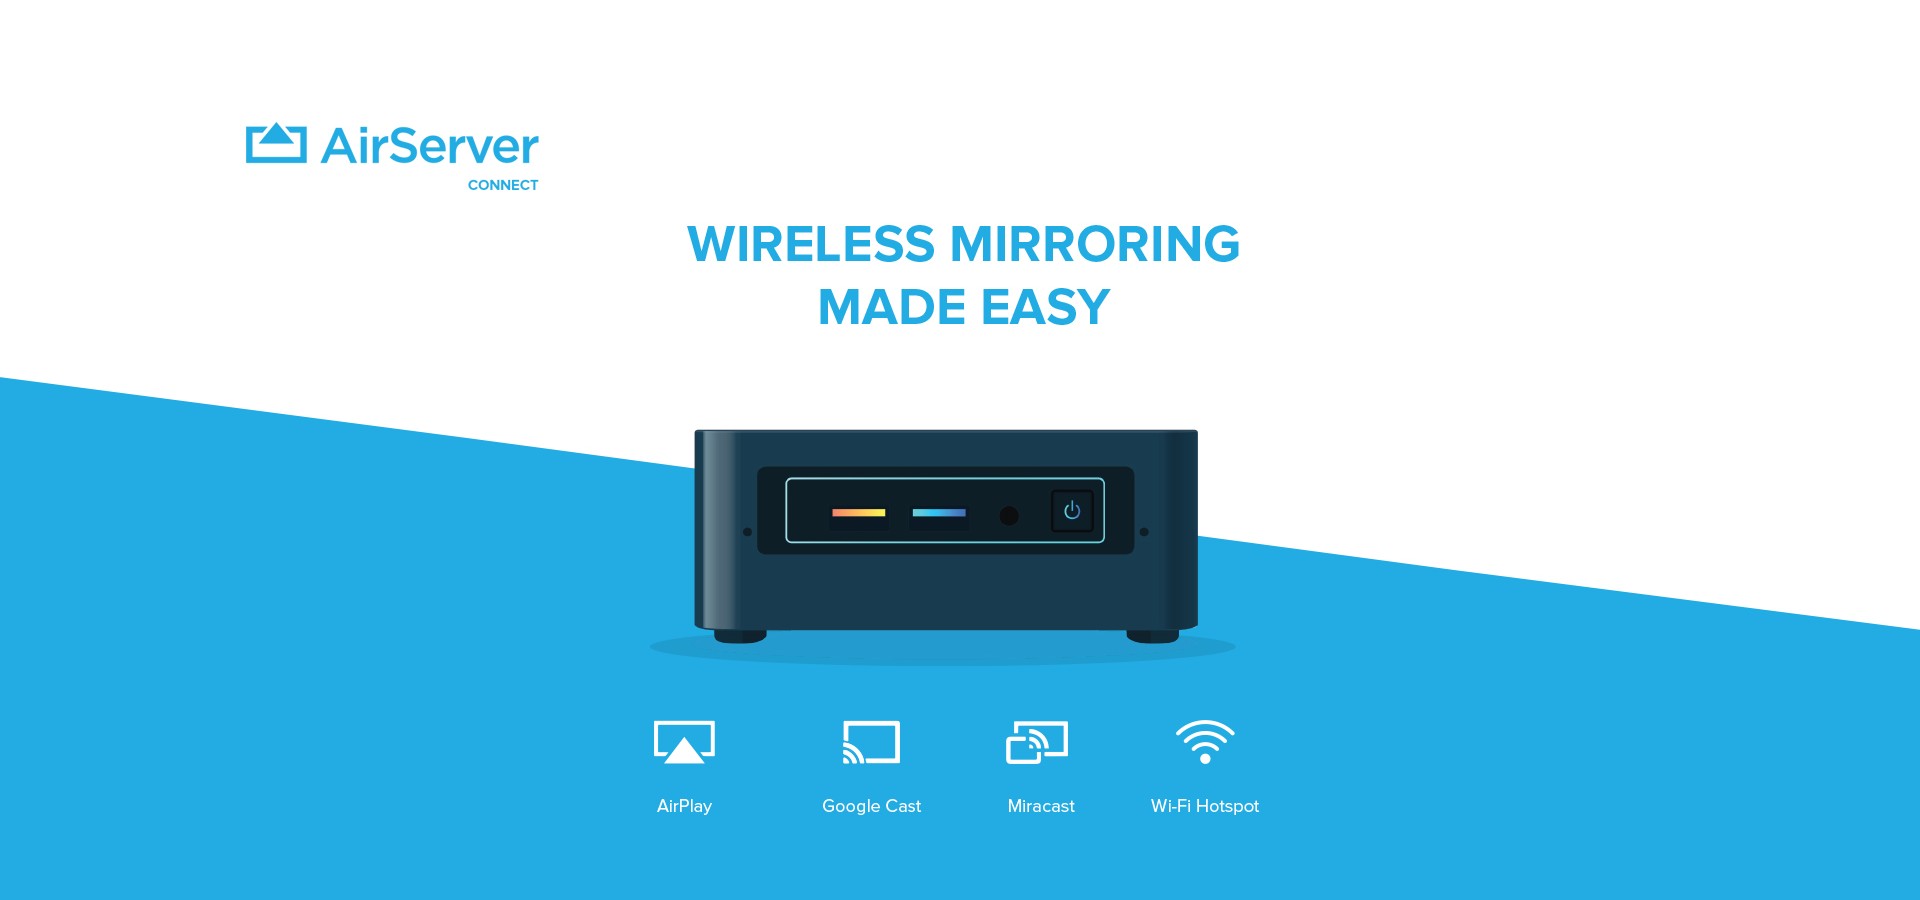 AirServer
CONNECT
WIRELESS MIRRORING
MADE EASY
AirPlay
Google Cast
Miracast
Wi-Fi Hotspot